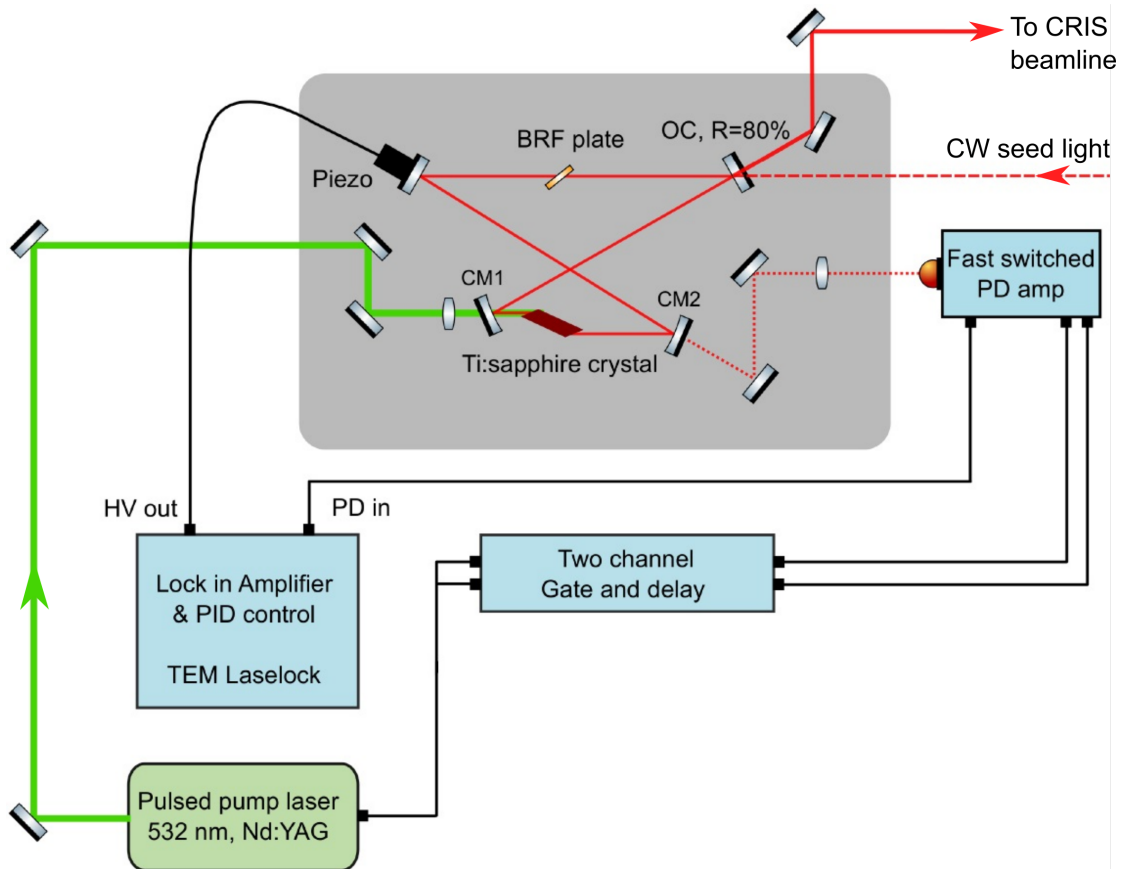 To CRIS
beamline
OC, R=80%
BRF plate
CW seed light
Piezo
Fast switched
PD amp
CM1
CM2
Ti:sapphire crystal
HV out
PD in
Two channel
Gate and delay
Lock in Amplifier
& PID control
TEM Laselock
Pulsed pump laser
532 nm, Nd:YAG